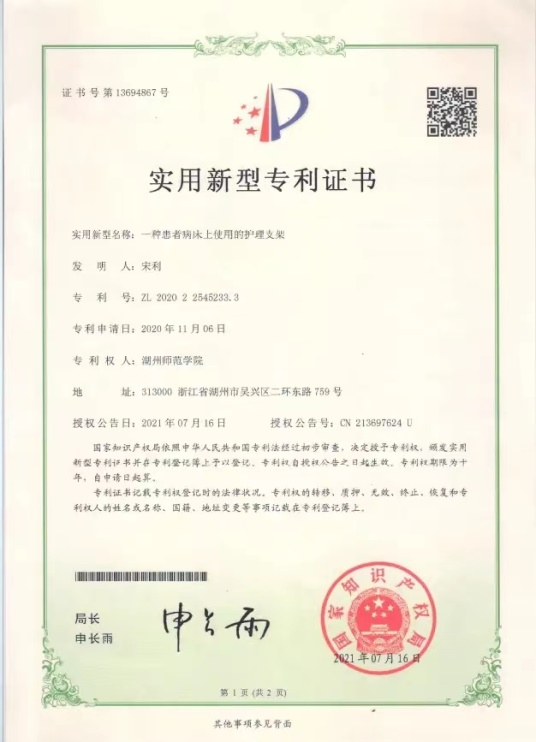 证书号第13694867号
实用新型专利证书
实用新型名称：一种患者病床上使用的护理支架
发明人：宋利
专利号：ZL 2020 2 2545233.3
专利申请日：2020年11月06日
专利权人：湖州师范学院
地址：313000 浙江省湖州市吴兴区二环东路759号
授权公告日：2021年07月16日 授权公告号：CN 213697624 U
国家知识产权局依照中华人民共和国专利法经过初步审查，决定授予专利权，颁发实用
新型专利证书并在专利登记簿上予以登记。专利权自授权公告之日起生效。专利权期限为十
年，自申请日起算。
专利证书记载专利权登记时的法律状况。专利权的转移、质押、无效、终止、恢复和专
利权人的姓名或名称、国籍、地址变更等事项记载在专利登记簿上。
局长
申长雨
申长雨
国家知识产权局
2021年07月16日
第1页(共2页)
其他事项参见背面